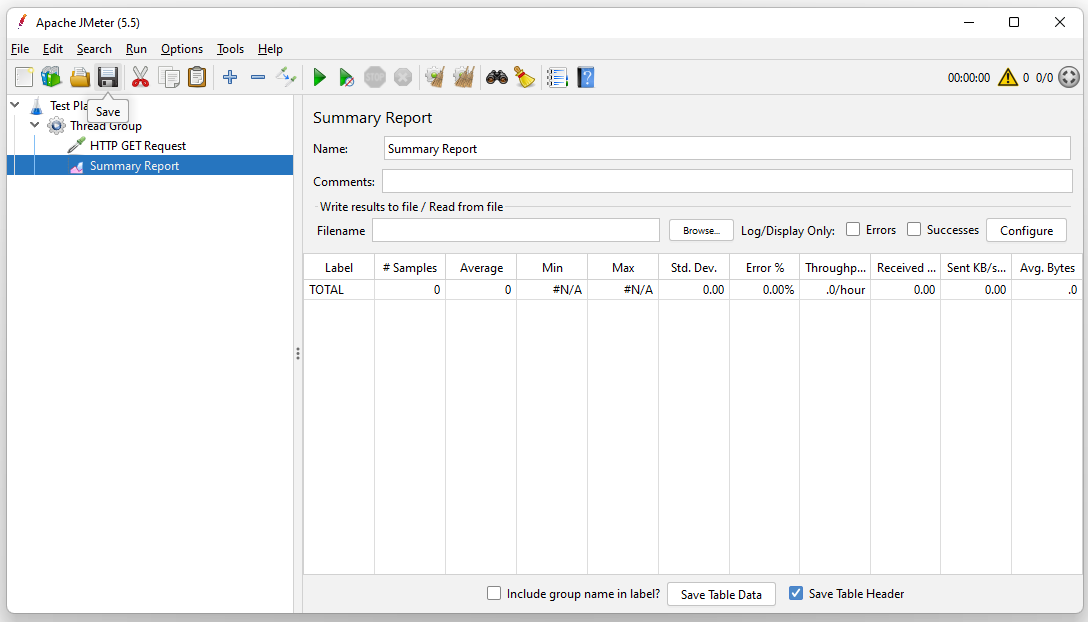 Apache JMeter (5.5)
File Edit Search Run Options Tools Help
STOP 00:00:00 0 0/0
Test Pla
Save
Thread Group
HTTP GET Request
Summary Report
Summary Report
Name: Summary Report
Comments:
Write results to file / Read from file
Filename Browse... Log/Display Only: Errors Successes Configure
Label # Samples Average Min Max Std. Dev. Error % Throughp... Received ... Sent KB/s... Avg. Bytes
TOTAL 0 0 #N/A #N/A 0.00 0.00% .0/hour 0.00 0.00 .0
Include group name in label? Save Table Data Save Table Header